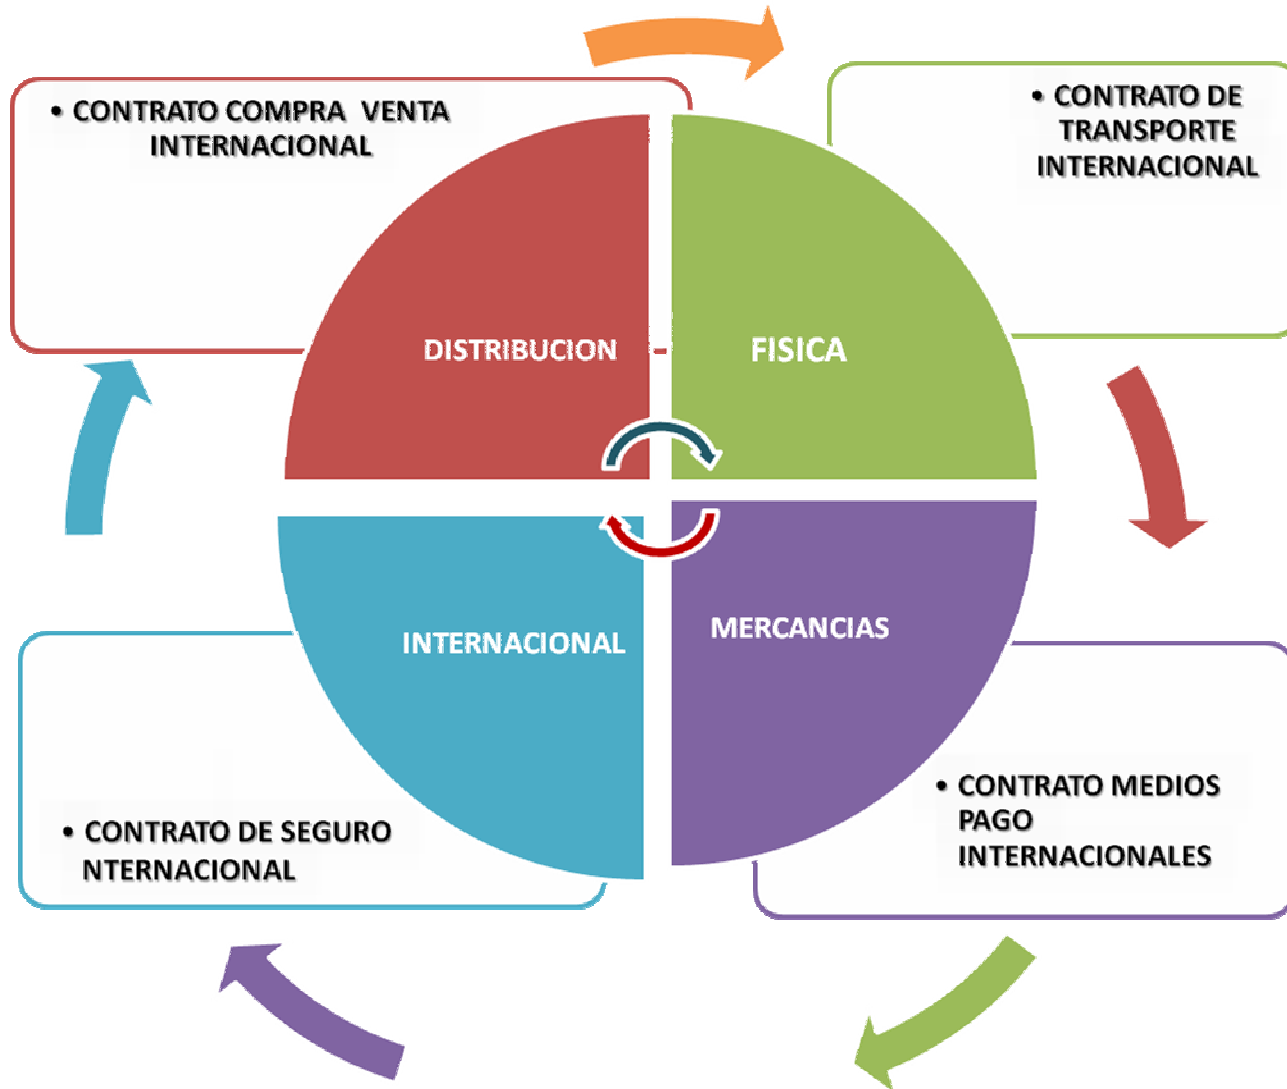 • CONTRATO COMPRA VENTA
INTERNACIONAL
• CONTRATO DE
TRANSPORTE
INTERNACIONAL
DISTRIBUCION
FISICA
INTERNACIONAL
MERCANCIAS
• CONTRATO DE SEGURO
NTERNACIONAL
• CONTRATO MEDIOS
PAGO
INTERNACIONALES